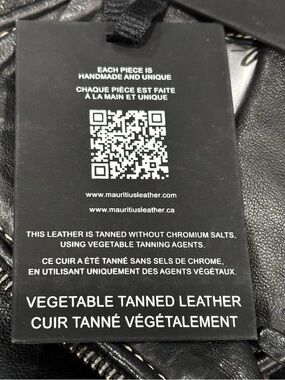 EACH PIECE IS
HANDMADE AND UNIQUE
CHAQUE PIÈCE EST FAITE
À LA MAIN ET UNIQUE
www.mauritiusleather.com
www.mauritiusleather.ca
THIS LEATHER IS TANNED WITHOUT CHROMIUM SALTS,
USING VEGETABLE TANNING AGENTS.
CE CUIR A ÉTÉ TANNÉ SANS SELS DE CHROME,
EN UTILISANT UNIQUEMENT DES AGENTS VÉGÉTAUX.
VEGETABLE TANNED LEATHER
CUIR TANNÉ VÉGÉTALEMENT